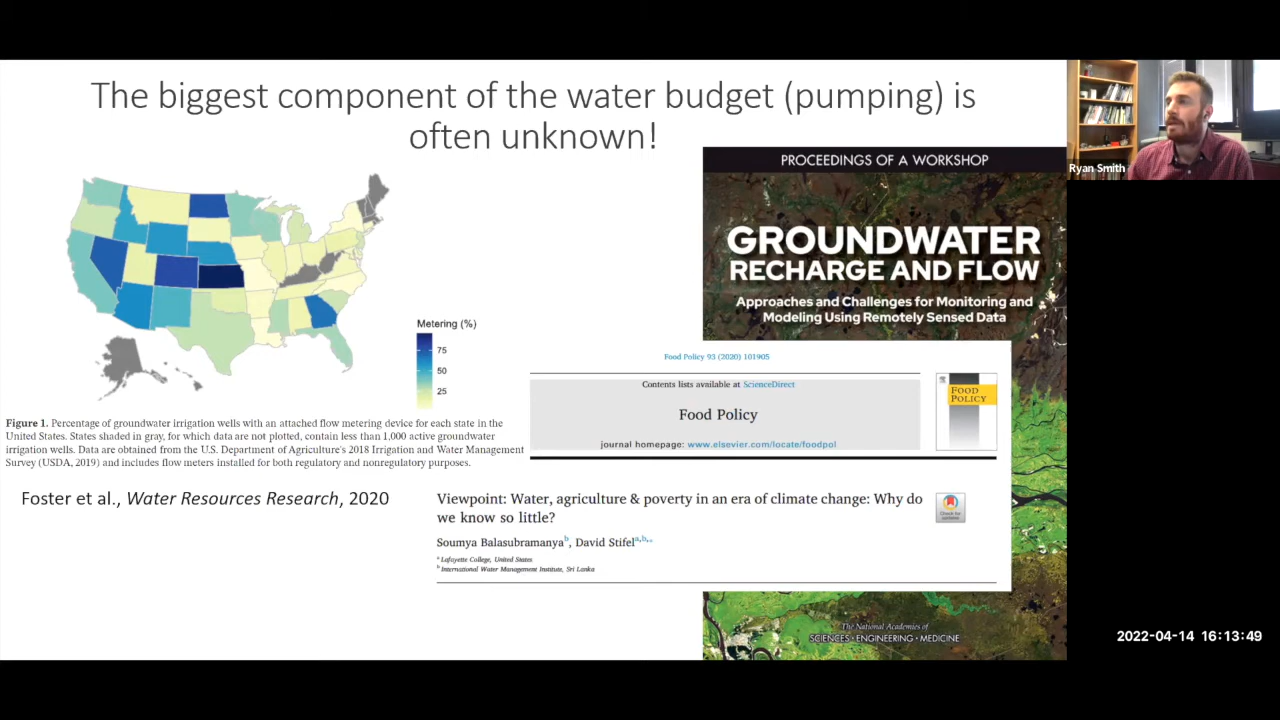 The biggest component of the water budget (pumping) is
often unknown!
Ryan Smith
PROCEEDINGS OF A WORKSHOP
GROUNDWATER
RECHARGE AND FLOW
Approaches and Challenges for Monitoring and
Modeling Using Remotely Sensed Data
Metering (%)
75
50
25
Figure 1. Percentage of groundwater irrigation wells with an attached flow metering device for each state in the
United States. States shaded in gray, for which data are not plotted, contain less than 1,000 active groundwater
irrigation wells. Data are obtained from the U.S. Department of Agriculture's 2018 Irrigation and Water Management
Survey (USDA, 2019) and includes flow meters installed for both regulatory and nonregulatory purposes.
Foster et al., Water Resources Research, 2020
Food Policy 93 (2020) 101905
Contents lists available at ScienceDirect
Food Policy
journal homepage: www.elsevier.com/locate/foodpol
FOOD
POLICY
Viewpoint: Water, agriculture & poverty in an era of climate change: Why do
we know so little?
Check for
updates
Soumya Balasubramanya^b, David Stifel^a,b,*
^a Lafayette College, United States
^b International Water Management Institute, Sri Lanka
The National Academies of
SCIENCES • ENGINEERING • MEDICINE
2022-04-14 16:13:49